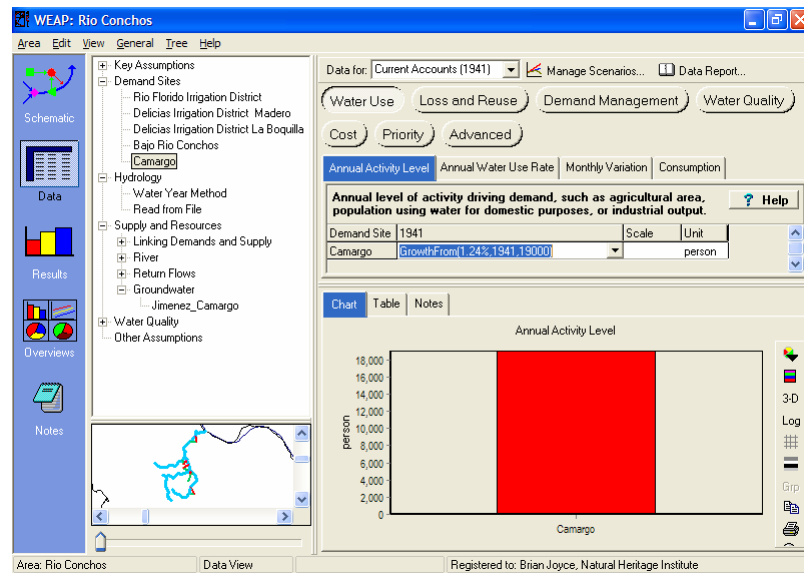 WEAP: Rio Conchos
Area Edit View General Tree Help
Schematic
Data
Results
Overviews
Notes
Key Assumptions
Demand Sites
Rio Florido Irrigation District
Delicias Irrigation District Madero
Delicias Irrigation District La Boquilla
Bajo Rio Conchos
Camargo
Hydrology
Water Year Method
Read from File
Supply and Resources
Linking Demands and Supply
River
Return Flows
Groundwater
Jimenez_Camargo
Water Quality
Other Assumptions
Data for: Current Accounts (1941) Manage Scenarios... Data Report...
Water Use Loss and Reuse Demand Management Water Quality
Cost Priority Advanced
Annual Activity Level Annual Water Use Rate Monthly Variation Consumption
Annual level of activity driving demand, such as agricultural area,
population using water for domestic purposes, or industrial output.
? Help
Demand Site 1941 Scale Unit
Camargo GrowthFrom(1.24%,1941,19000) person
Chart Table Notes
Annual Activity Level
person
18,000
16,000
14,000
12,000
10,000
8,000
6,000
4,000
2,000
0
Camargo
3-D
Log
Grp
Area: Rio Conchos Data View Registered to: Brian Joyce, Natural Heritage Institute